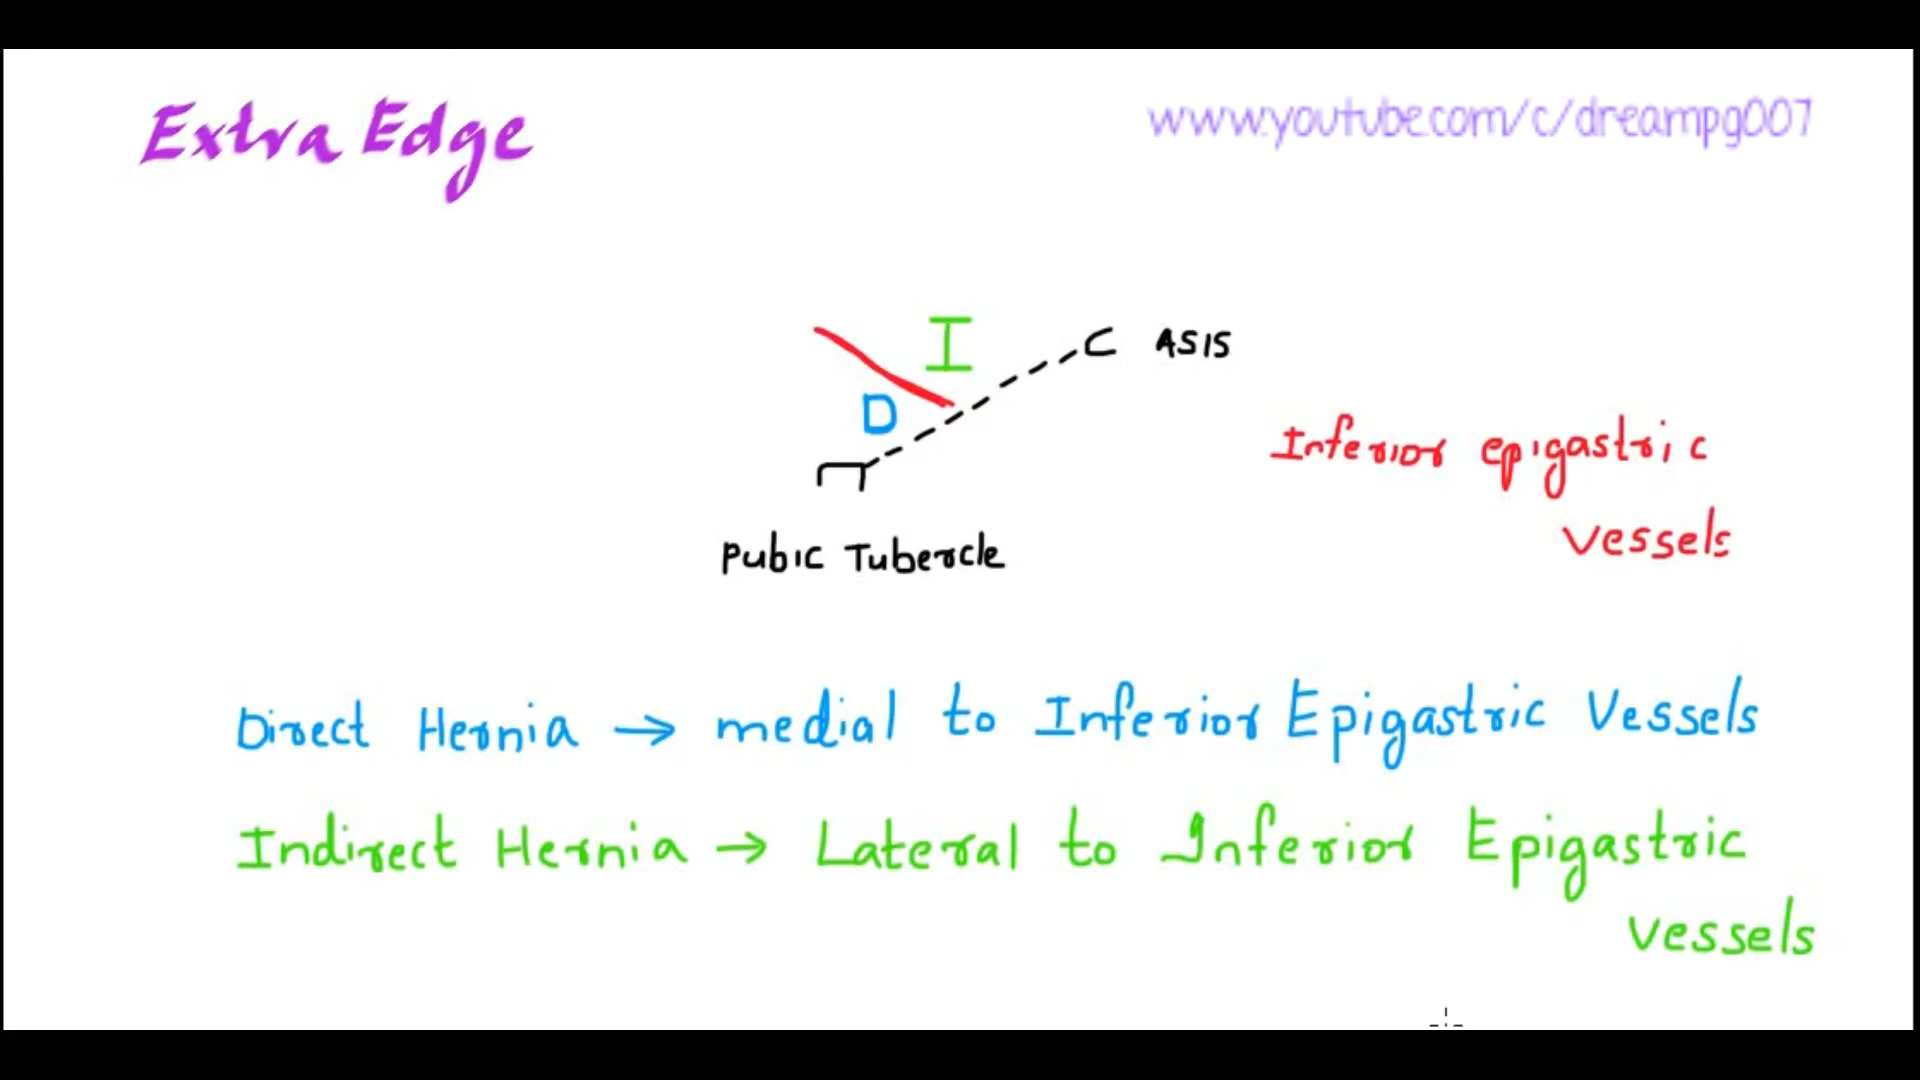 Extra Edge
www.youtube.com/c/dreampg007
I
ASIS
D
Inferior epigastric
vessels
Pubic Tubercle
Direct Hernia → medial to Inferior Epigastric Vessels
Indirect Hernia → Lateral to Inferior Epigastric
vessels